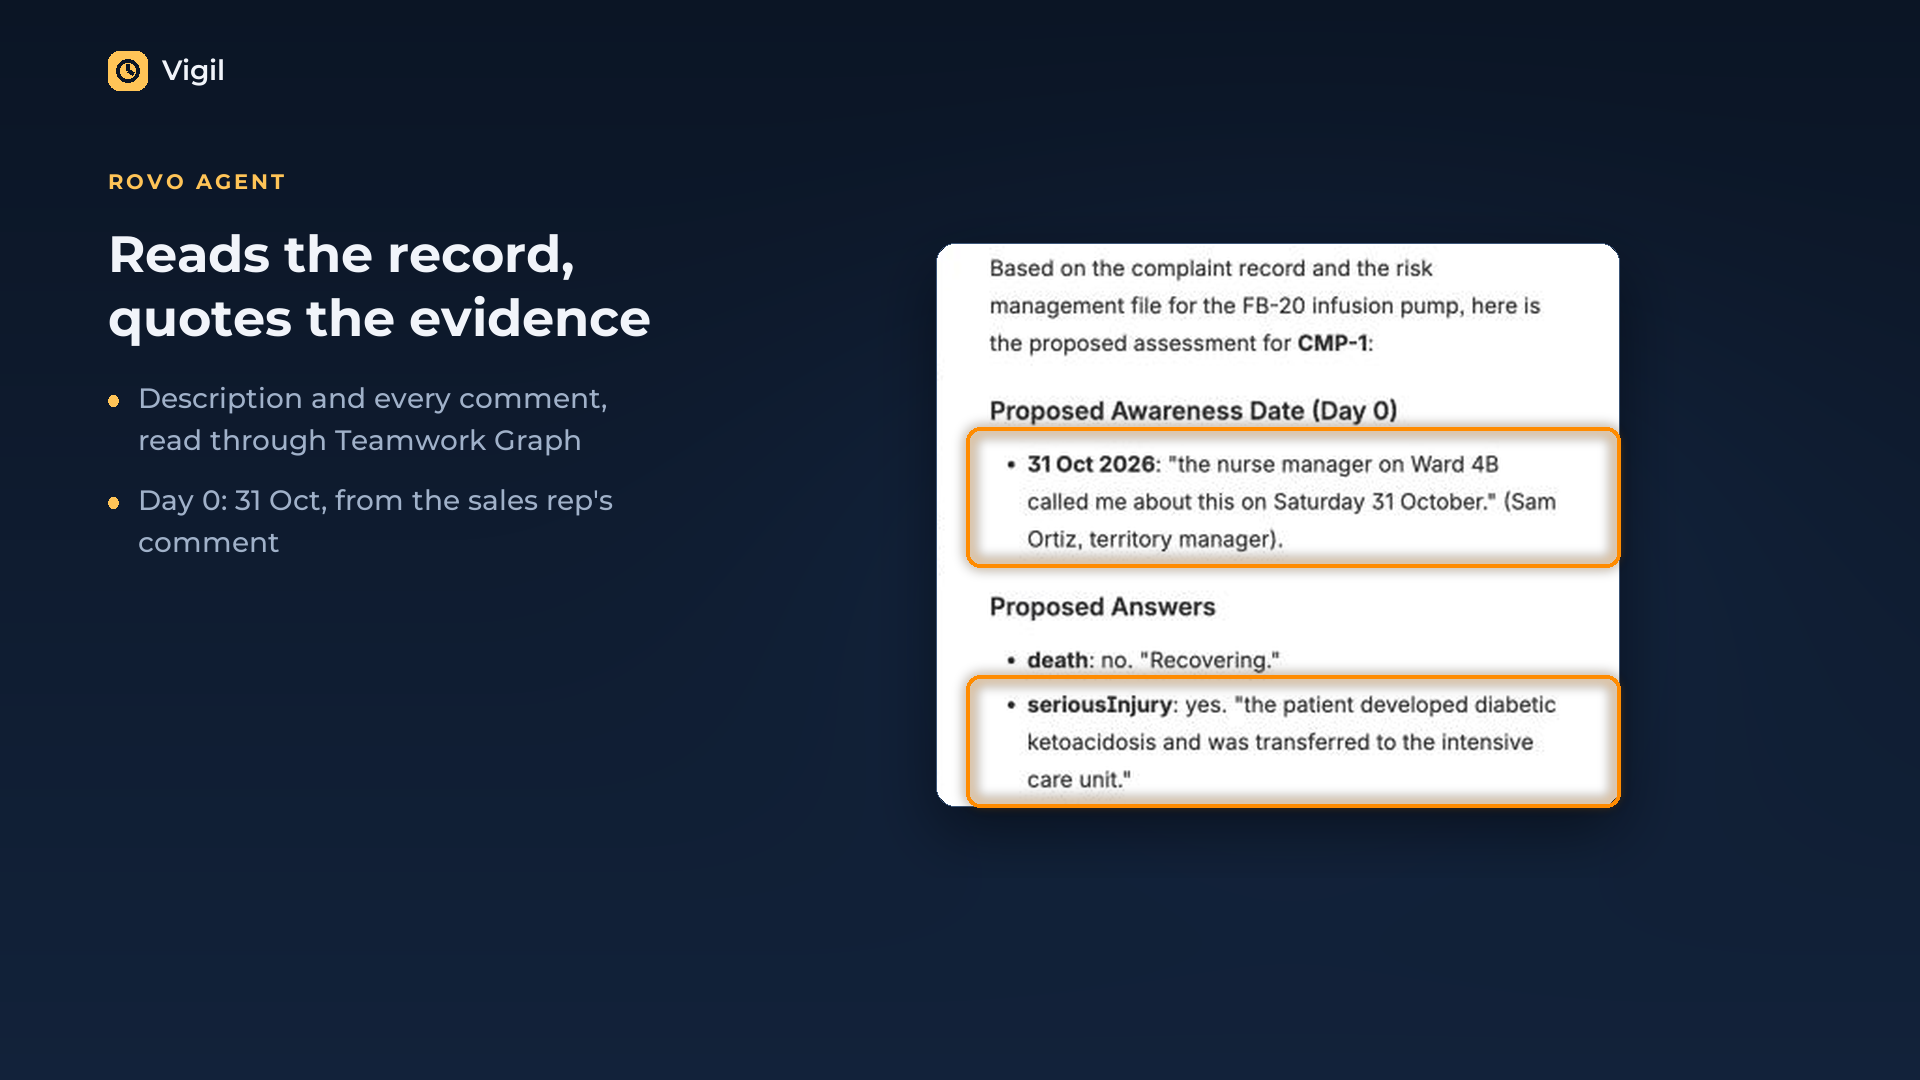 Vigil
ROVO AGENT
Reads the record,
quotes the evidence
• Description and every comment,
read through Teamwork Graph
• Day 0: 31 Oct, from the sales rep's
comment
Based on the complaint record and the risk
management file for the FB-20 infusion pump, here is
the proposed assessment for CMP-1:
Proposed Awareness Date (Day 0)
• 31 Oct 2026: "the nurse manager on Ward 4B
called me about this on Saturday 31 October." (Sam
Ortiz, territory manager).
Proposed Answers
• death: no. "Recovering."
• seriousInjury: yes. "the patient developed diabetic
ketoacidosis and was transferred to the intensive
care unit."